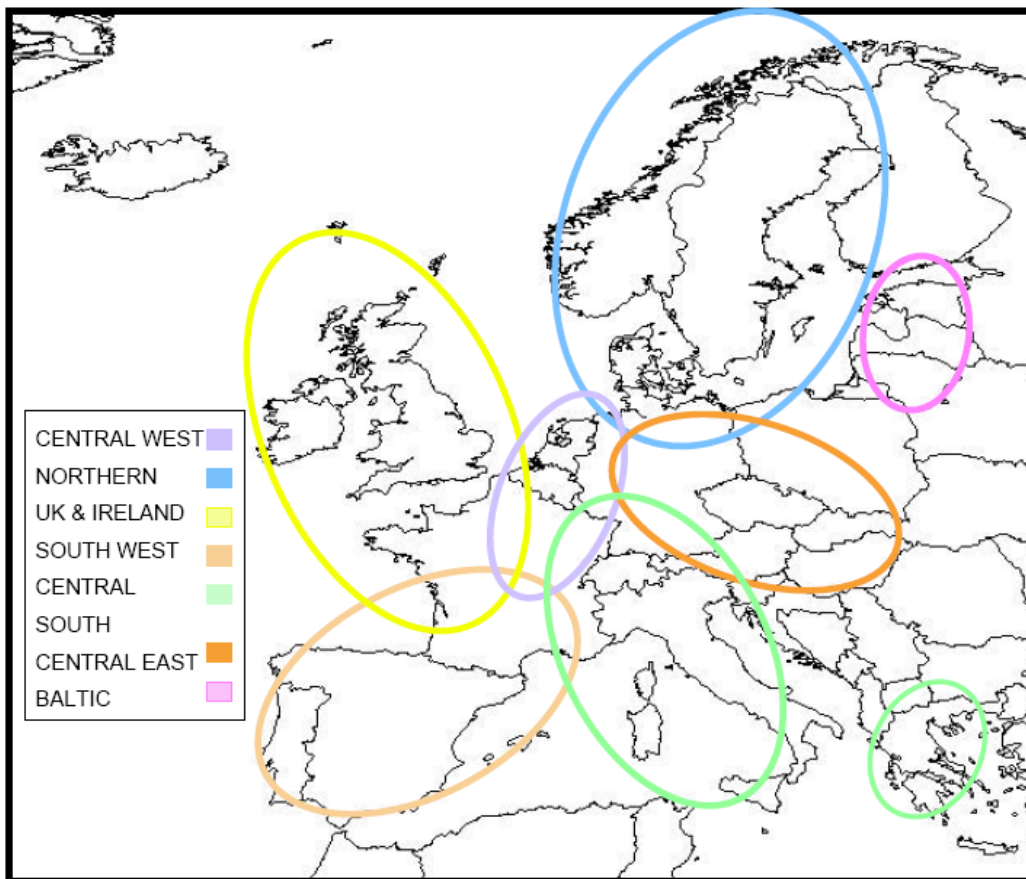 CENTRAL WEST
NORTHERN
UK & IRELAND
SOUTH WEST
CENTRAL
SOUTH
CENTRAL EAST
BALTIC